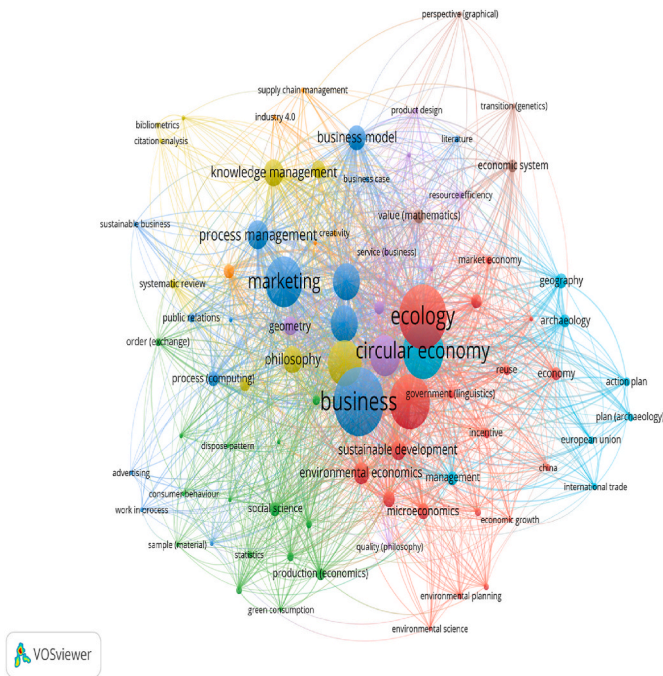 perspective (graphical)
supply chain management
product design
transition (genetics)
industry 4.0
bibliometrics
business model
literature
citation analysis
economic system
knowledge management
business case
resource efficiency
value (mathematics)
sustainable business
process management
creativity
service (business)
market economy
marketing
systematic review
geography
ecology
public relations
geometry
archaeology
order (exchange)
philosophy
circular economy
reuse
economy
process (computing)
action plan
business
government (linguistics)
plan (archaeology)
incentive
european union
dispose pattern
sustainable development
china
advertising
environmental economics
management
international trade
consumer behaviour
work in process
social science
microeconomics
economic growth
sample (material)
statistics
quality (philosophy)
production (economics)
environmental planning
green consumption
environmental science
VOSviewer